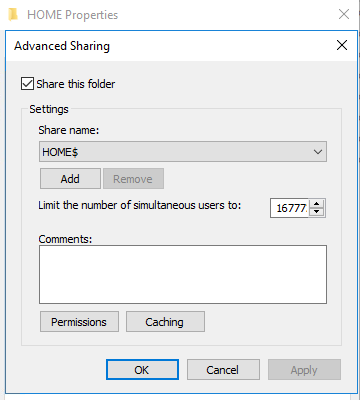 HOME Properties
Advanced Sharing
Share this folder
Settings
Share name:
HOME$
Add
Remove
Limit the number of simultaneous users to:
16777
Comments:
Permissions
Caching
OK
Cancel
Apply